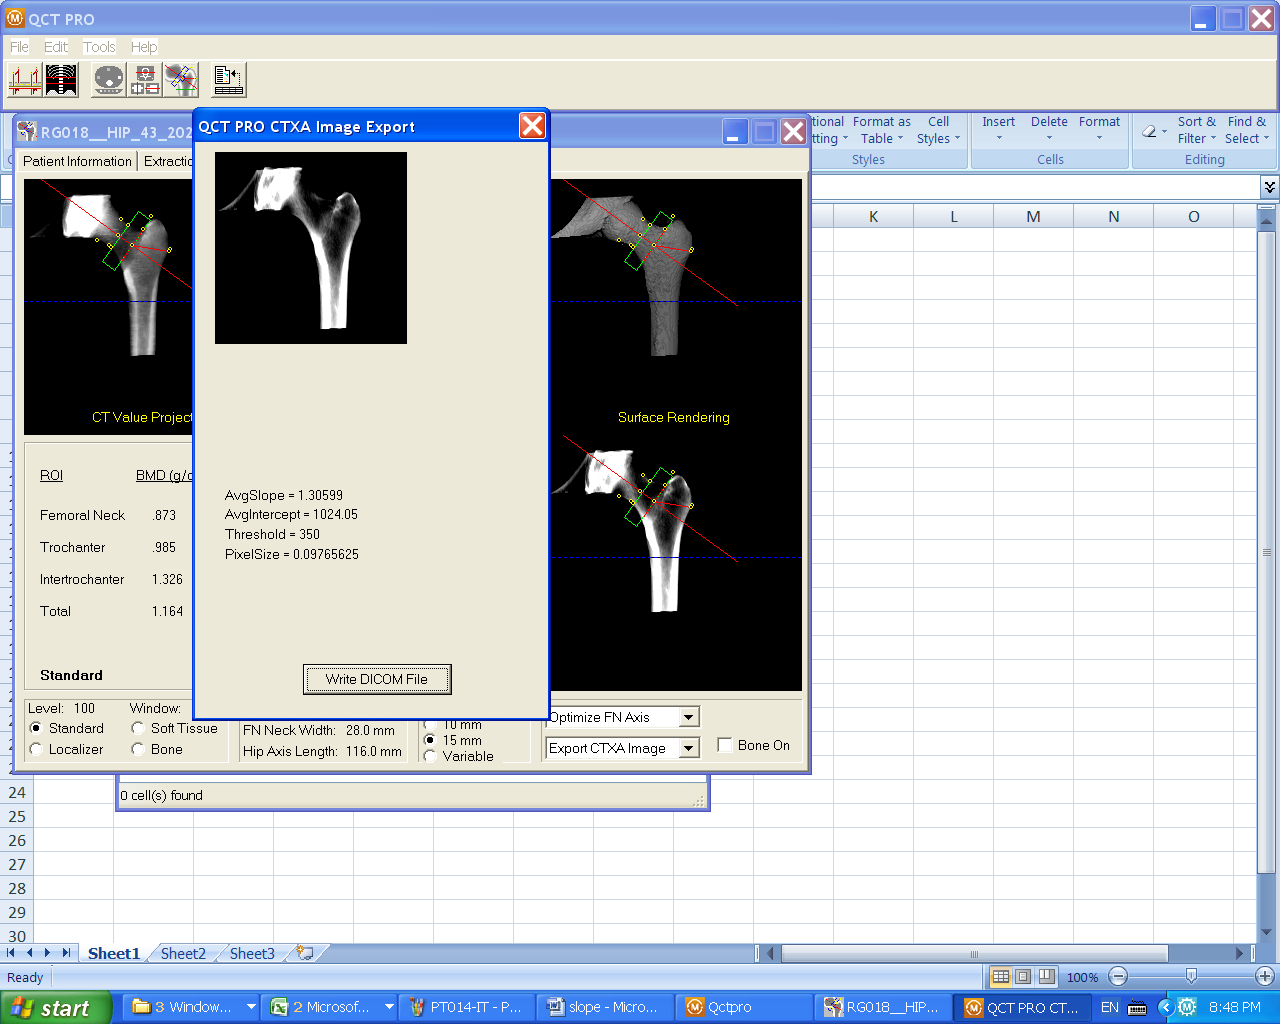 QCT PRO
File Edit Tools Help
RG018__HIP_43_202
QCT PRO CTXA Image Export
Patient Information Extractio
Format as Table
Cell Styles
Styles
Insert Delete Format
Cells
Sort & Filter
Find & Select
Editing
K L M N O
CT Value Project
Surface Rendering
ROI BMD (g/c
Femoral Neck .873
Trochanter .985
Intertrochanter 1.326
Total 1.164
Standard
AvgSlope = 1.30599
AvgIntercept = 1024.05
Threshold = 350
PixelSize = 0.09765625
Write DICOM File
Level: 100 Window:
Standard Soft Tissue
Localizer Bone
FN Neck Width: 28.0 mm
Hip Axis Length: 116.0 mm
10 mm
15 mm
Variable
Optimize FN Axis
Export CTXA Image
Bone On
0 cell(s) found
24
25
26
27
28
29
30
Sheet1 Sheet2 Sheet3
Ready 100%
start 3 Window... 2 Microsof... PT014-IT - P... slope - Micro... Qctpro RG018__HIP... QCT PRO CT... EN 8:48 PM